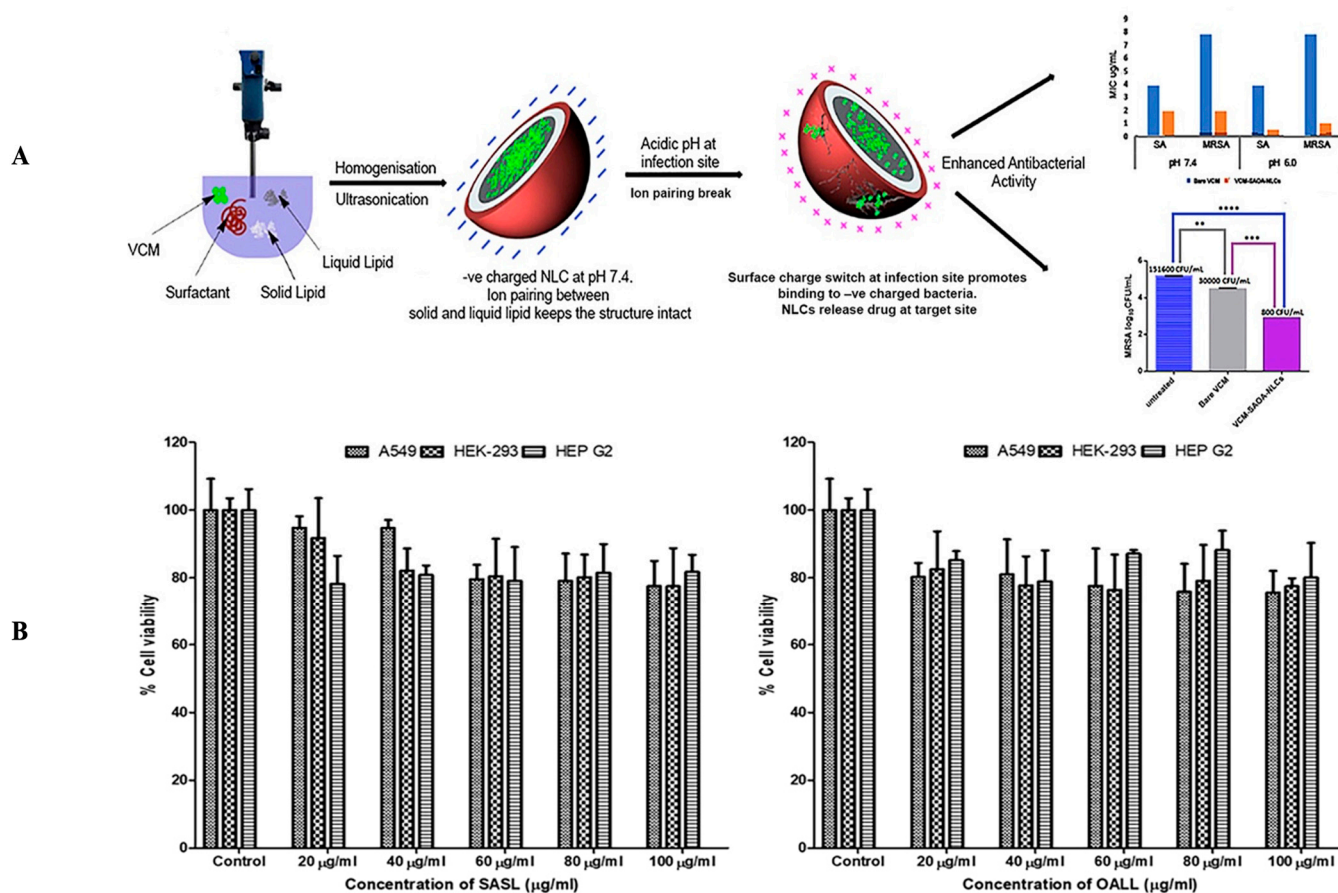 A
VCM
Surfactant
Solid Lipid
Liquid Lipid
Homogenisation
Ultrasonication
-ve charged NLC at pH 7.4.
Ion pairing between
solid and liquid lipid keeps the structure intact
Acidic pH at
infection site
Ion pairing break
Surface charge switch at infection site promotes
binding to –ve charged bacteria.
NLCs release drug at target site
Enhanced Antibacterial
Activity
MIC ug/mL
9
8
7
6
5
4
3
2
1
0
SA MRSA SA MRSA
pH 7.4 pH 6.0
Bare VCM VCM-SAOA-NLCs
****
** ***
MRSA log10CFU/mL
6
4
2
0
151600 CFU/mL
30000 CFU/mL
800 CFU/mL
untreated
Bare VCM
VCM-SAOA-NLCs
B
% Cell viability
120
100
80
60
40
20
0
A549 HEK-293 HEP G2
Control 20 µg/ml 40 µg/ml 60 µg/ml 80 µg/ml 100 µg/ml
Concentration of SASL (µg/ml)
% Cell viability
120
100
80
60
40
20
0
A549 HEK-293 HEP G2
Control 20 µg/ml 40 µg/ml 60 µg/ml 80 µg/ml 100 µg/ml
Concentration of OALL (µg/ml)